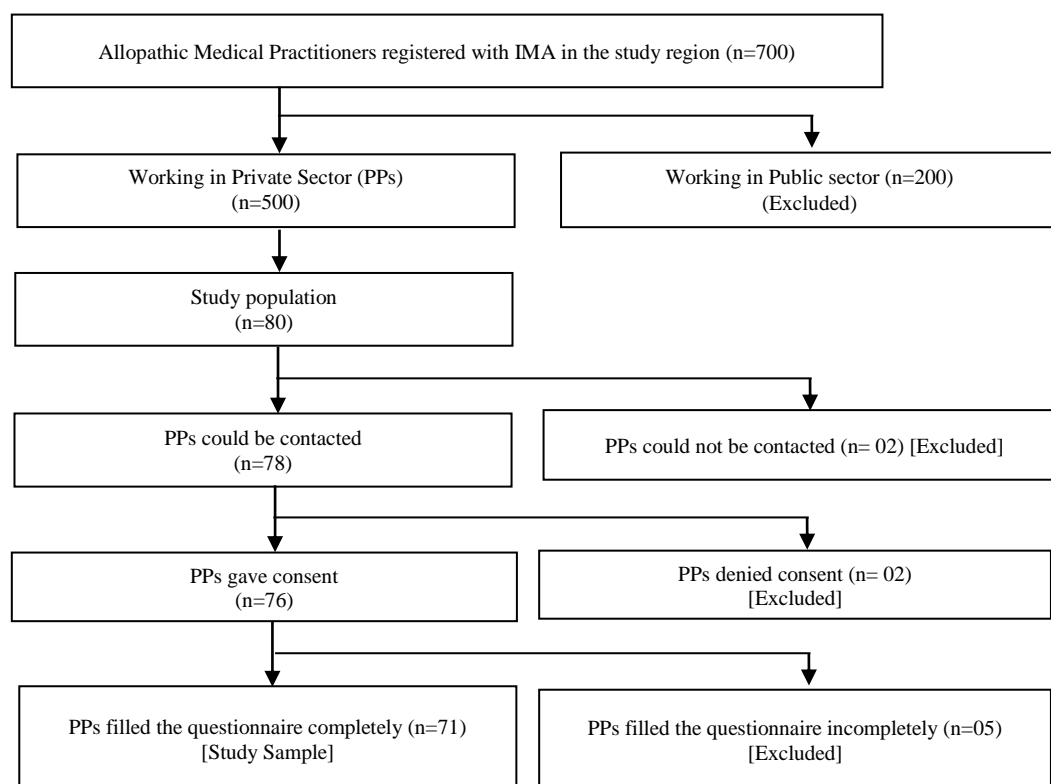 Allopathic Medical Practitioners registered with IMA in the study region (n=700)
Working in Private Sector (PPs)
(n=500)
Working in Public sector (n=200)
(Excluded)
Study population
(n=80)
PPs could be contacted
(n=78)
PPs could not be contacted (n= 02) [Excluded]
PPs gave consent
(n=76)
PPs denied consent (n= 02)
[Excluded]
PPs filled the questionnaire completely (n=71)
[Study Sample]
PPs filled the questionnaire incompletely (n=05)
[Excluded]